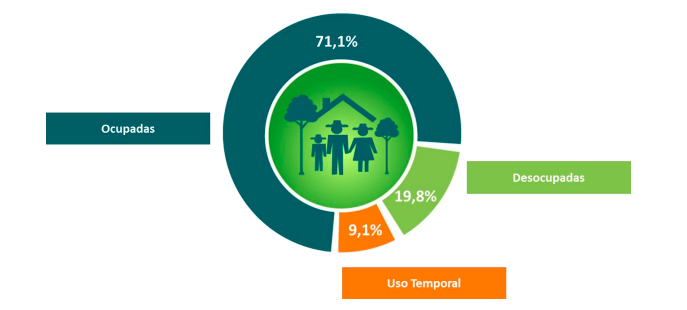 71,1%
Ocupadas
Desocupadas
19,8%
9,1%
Uso Temporal